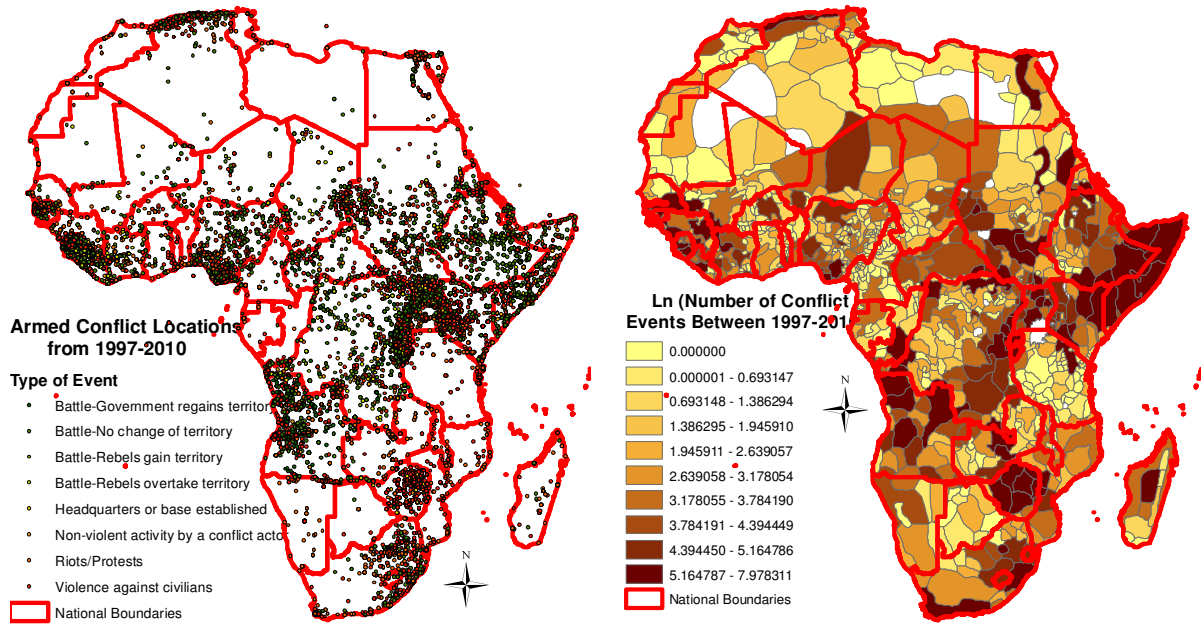 Armed Conflict Locations
from 1997-2010
Type of Event
Battle-Government regains territory
Battle-No change of territory
Battle-Rebels gain territory
Battle-Rebels overtake territory
Headquarters or base established
Non-violent activity by a conflict acto
Riots/Protests
Violence against civilians
National Boundaries
N
Ln (Number of Conflict
Events Between 1997-201
0.000000
0.000001 - 0.693147
0.693148 - 1.386294
1.386295 - 1.945910
1.945911 - 2.639057
2.639058 - 3.178054
3.178055 - 3.784190
3.784191 - 4.394449
4.394450 - 5.164786
5.164787 - 7.978311
National Boundaries
N